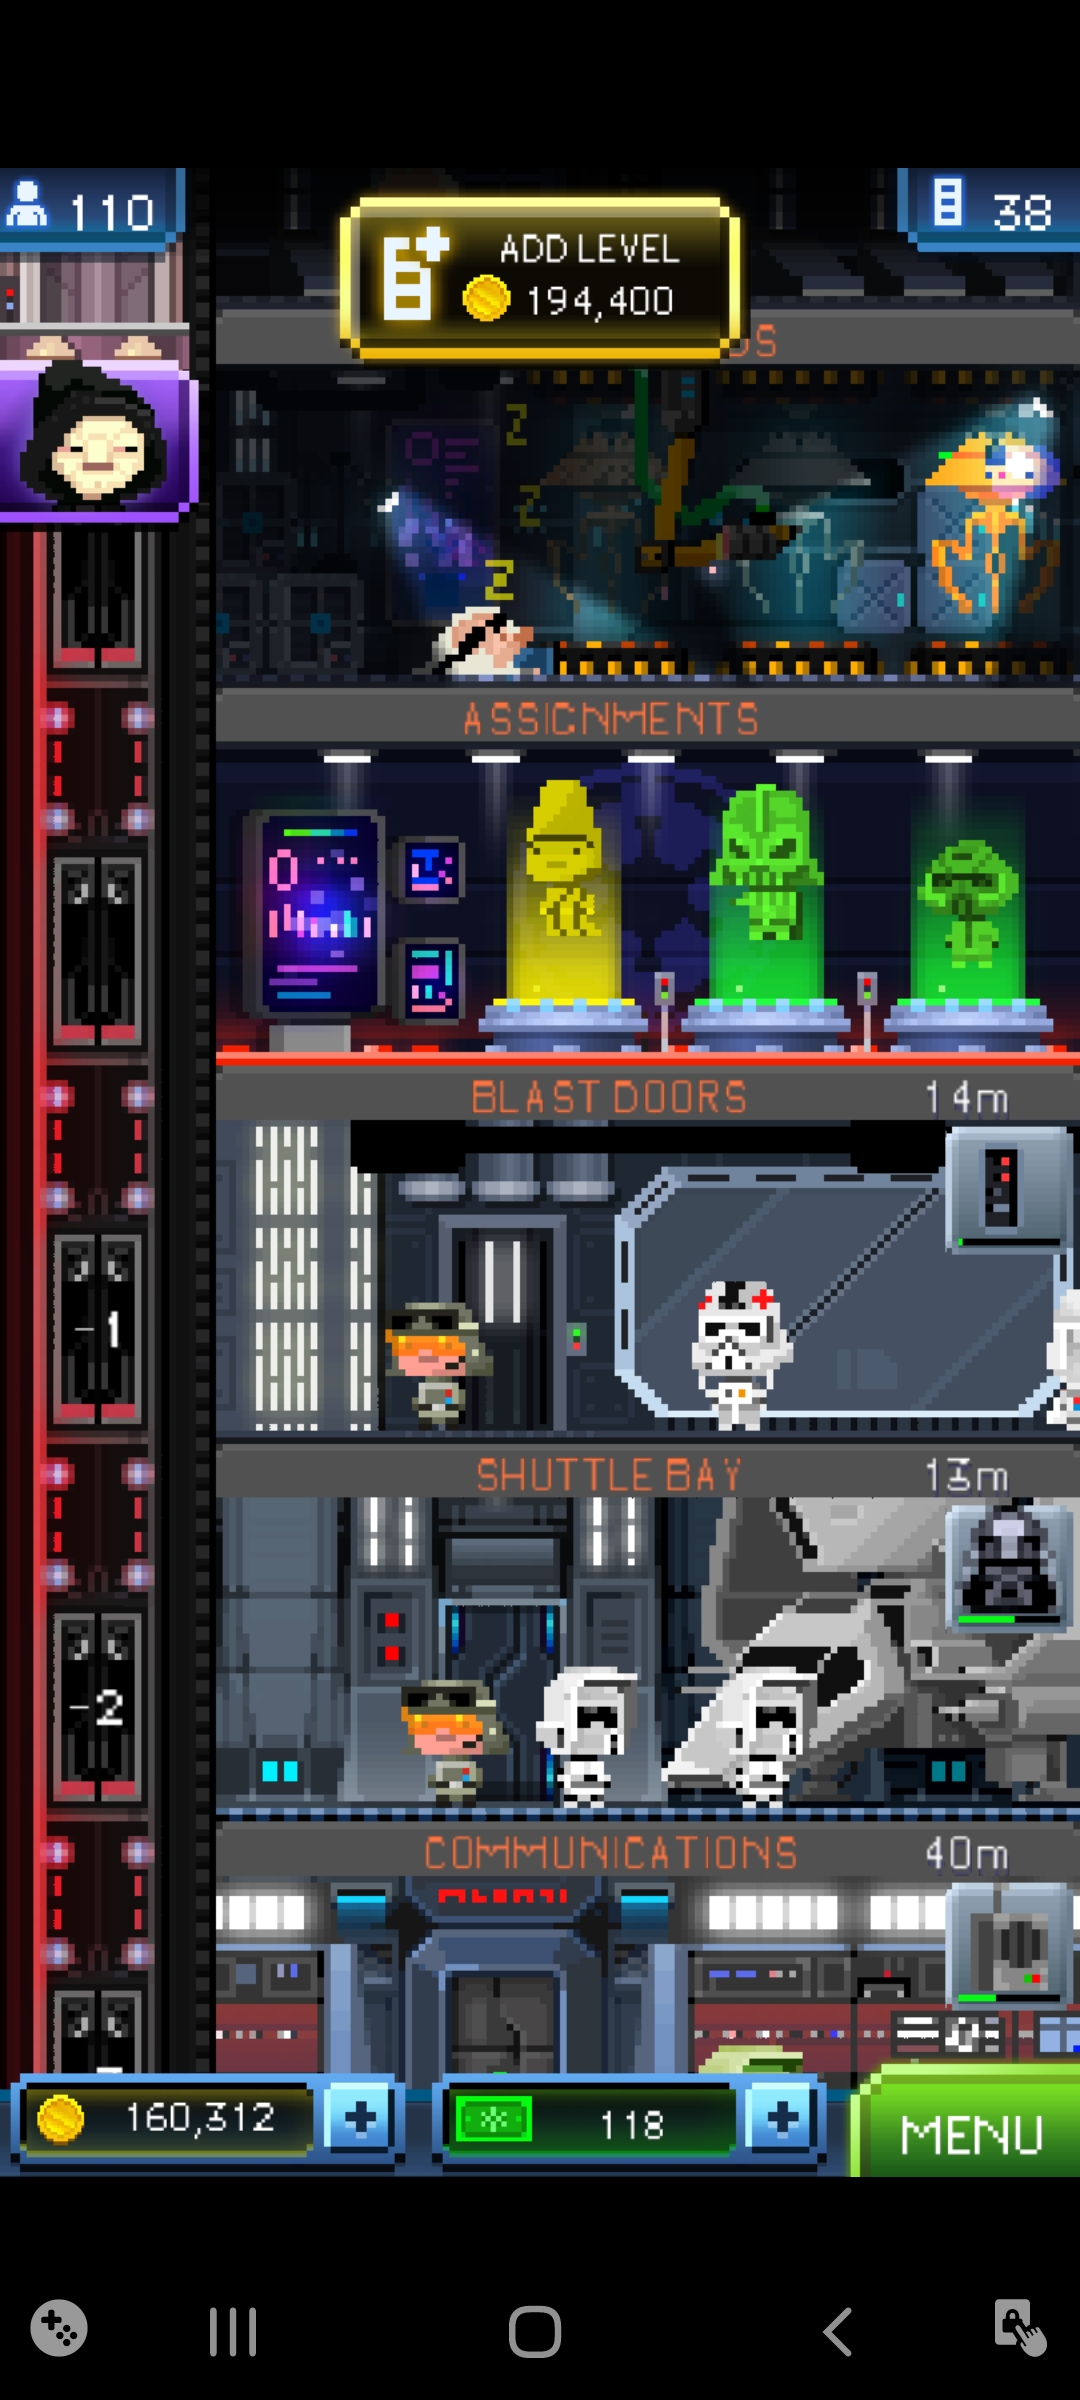 110
38
ADD LEVEL
194,400
Z
Z
Z
ASSIGNMENTS
BLAST DOORS 14m
-1
SHUTTLE BAY 13m
-2
COMMUNICATIONS 40m
160,312 +
118 +
MENU